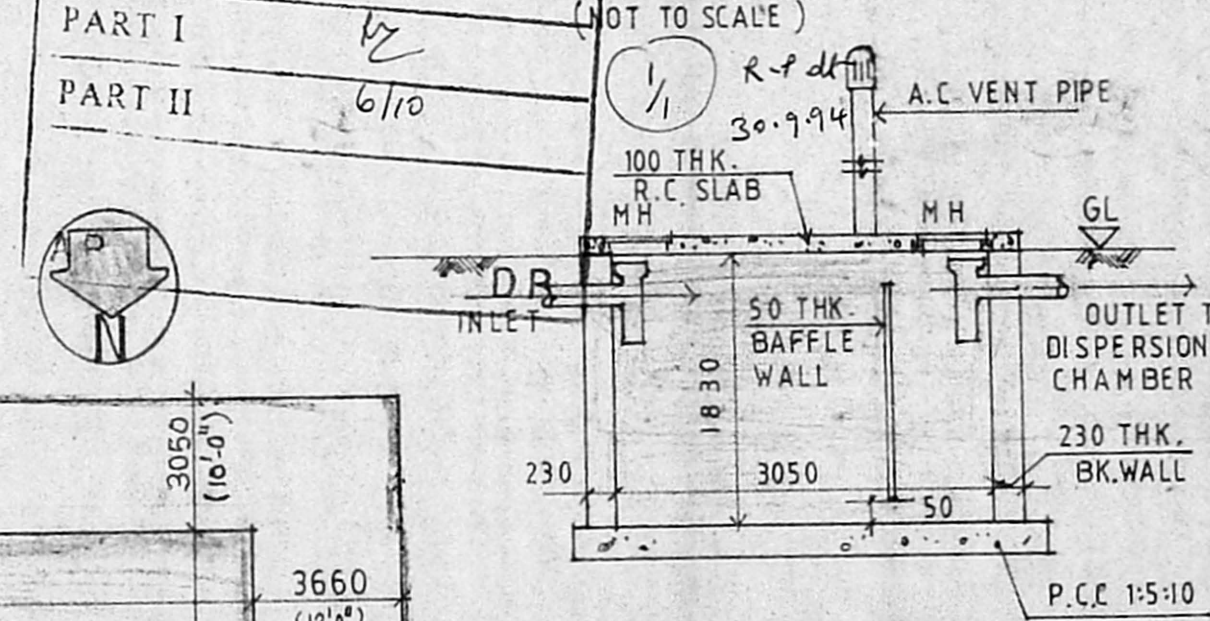 PART I
PART II
6/10
(NOT TO SCALE)
1/1
30.9.94
A.C. VENT PIPE
100 THK.
R.C. SLAB
MH
MH
GL
INLET
50 THK.
BAFFLE
WALL
1830
OUTLET T
DISPERSION
CHAMBER
230 THK.
BK.WALL
230
3050
50
P.C.C 1:5:10
N
3050
(10'-0")
3660
(12'0")